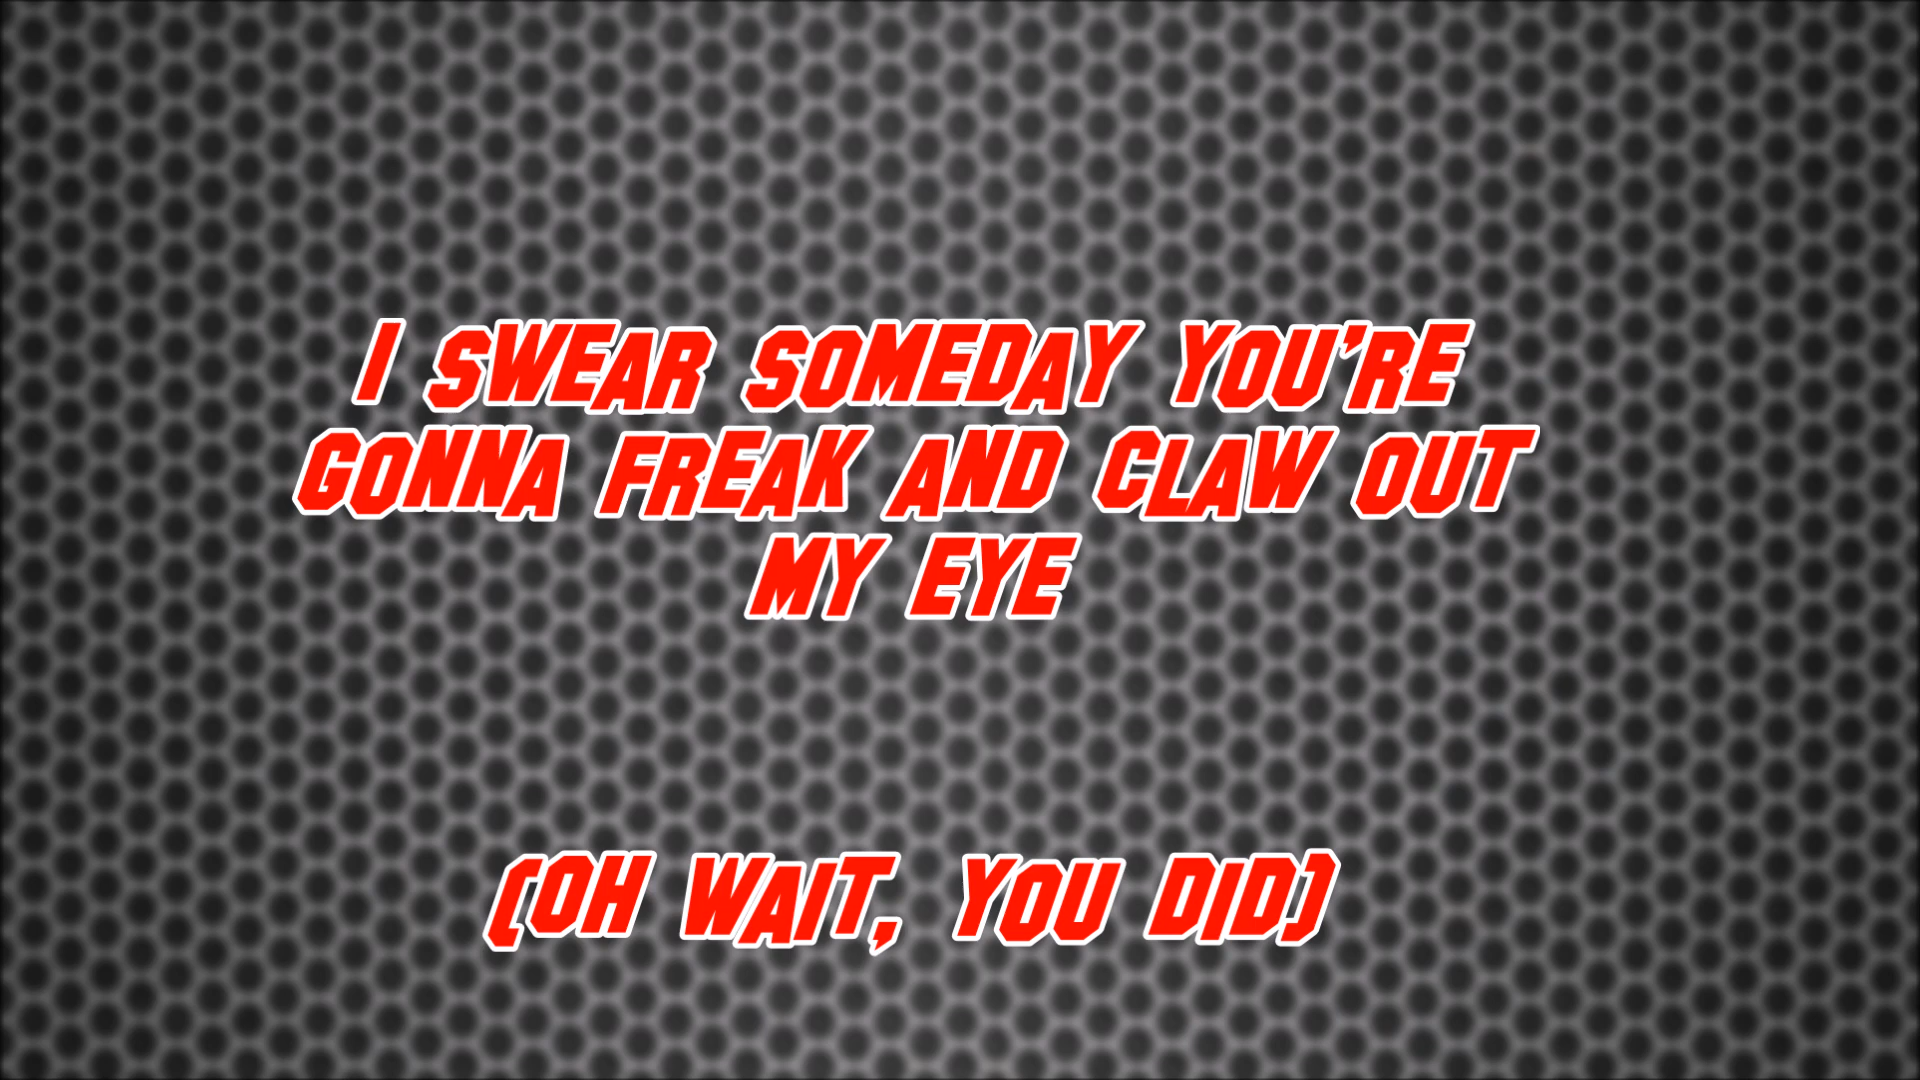 I SWEAR SOMEDAY YOU'RE
GONNA FREAK AND CLAW OUT
MY EYE
(OH WAIT, YOU DID)